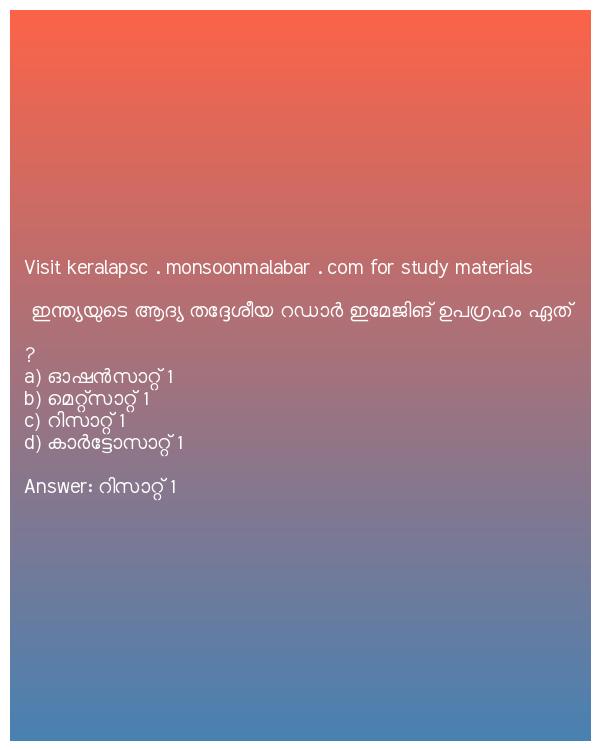 Visit keralapsc . monsoonmalabar . com for study materials
ഇന്ത്യയുടെ ആദ്യ തദ്ദേശീയ റഡാർ ഇമേജിങ് ഉപഗ്രഹം ഏത്
?
a) ഓഷൻസാറ്റ് 1
b) മെറ്റ്സാറ്റ് 1
c) റിസാറ്റ് 1
d) കാർട്ടോസാറ്റ് 1
Answer: റിസാറ്റ് 1